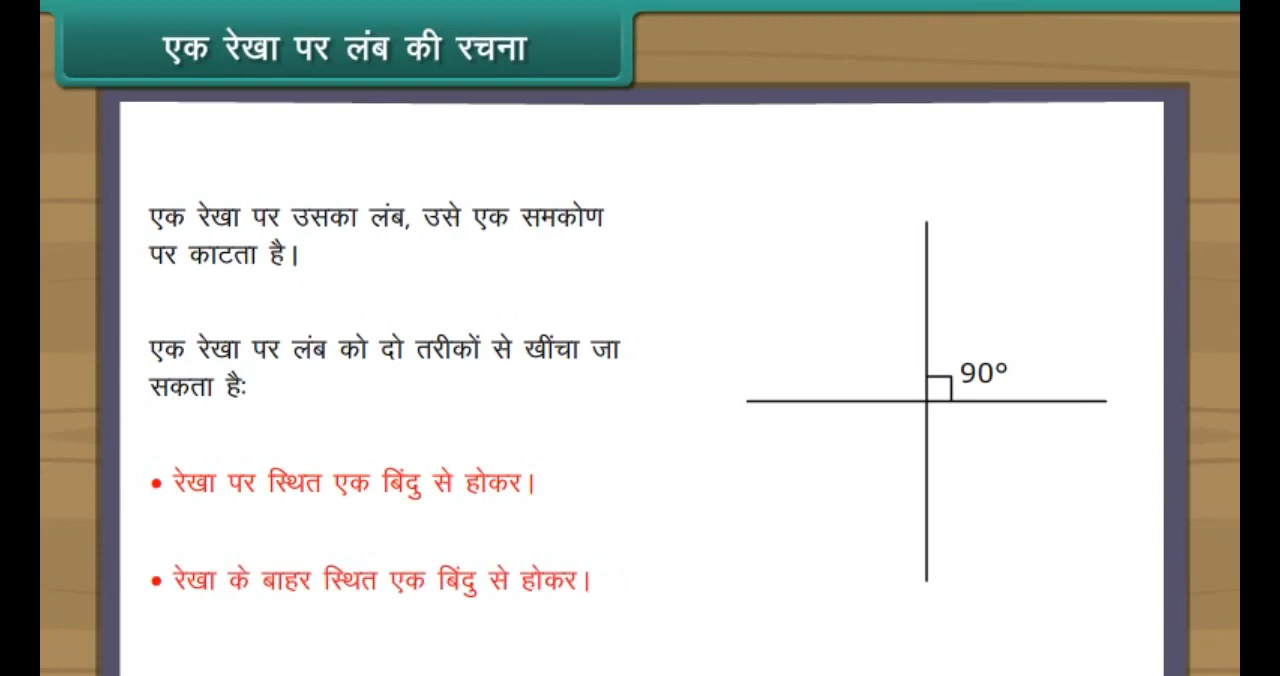 एक रेखा पर लंब की रचना
एक रेखा पर उसका लंब, उसे एक समकोण
पर काटता है।
एक रेखा पर लंब को दो तरीकों से खींचा जा
सकता हैः
• रेखा पर स्थित एक बिंदु से होकर।
• रेखा के बाहर स्थित एक बिंदु से होकर।
90°